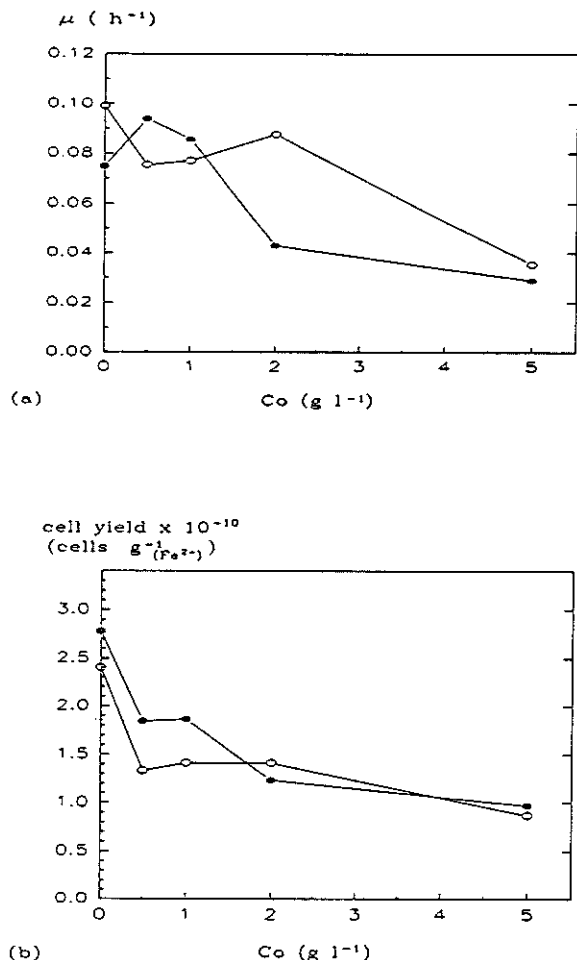 μ ( h⁻¹)
0.12
0.10
0.08
0.06
0.04
0.02
0.00
0 1 2 3 4 5
(a) Co (g l⁻¹)
cell yield x 10⁻¹⁰
(cells g⁻¹(Fe²⁺))
3.0
2.5
2.0
1.5
1.0
0.5
0.0
0 1 2 3 4 5
(b) Co (g l⁻¹)